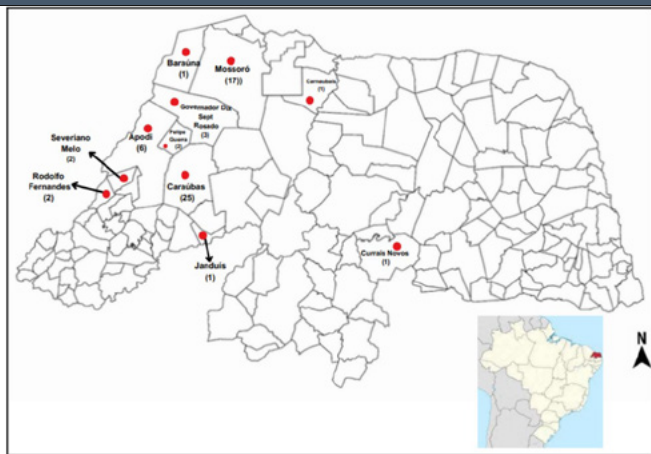 Baraúna
(1)
Mossoró
(17))
Carnaubais
(1)
Governador Dix
Sept
Rosado
(3)
Apodi
(6)
Felipe
Guerra
(2)
Severiano
Melo
(2)
Rodolfo
Fernandes
(2)
Caraúbas
(25)
Janduis
(1)
Currais Novos
(1)
N